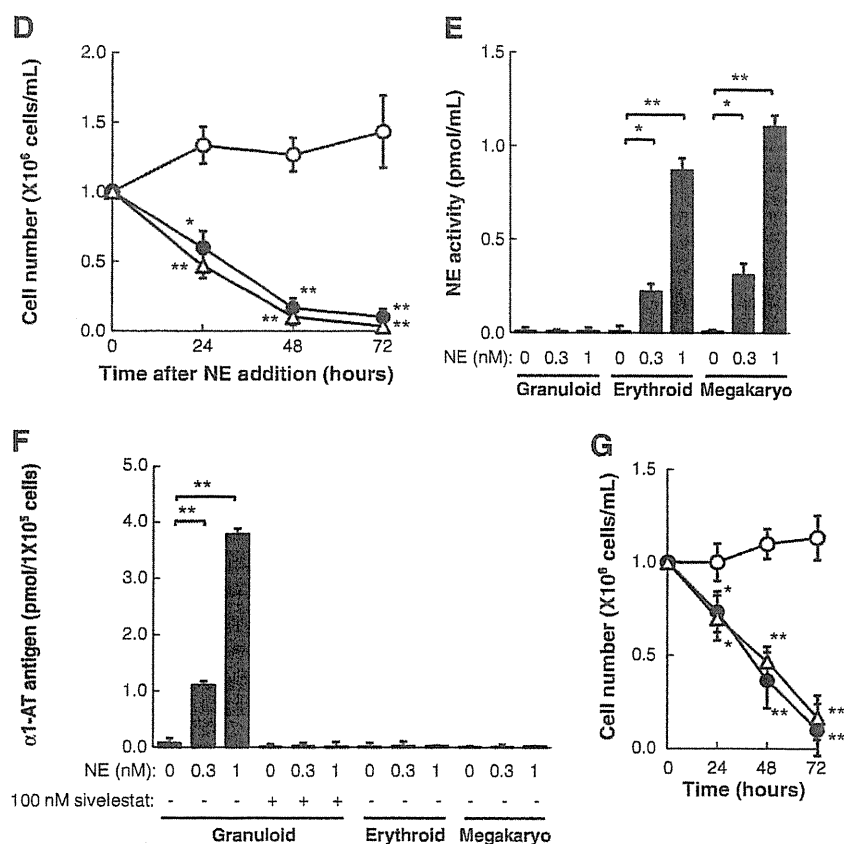 D
Cell number (X10⁶ cells/mL)
2.0
1.5
1.0
0.5
0.0
*
**
**
**
**
**
0 24 48 72
Time after NE addition (hours)
E
NE activity (pmol/mL)
1.5
1.0
0.5
0.0
**
*
**
*
NE (nM): 0 0.3 1 0 0.3 1 0 0.3 1
Granuloid Erythroid Megakaryo
F
α1-AT antigen (pmol/1X10⁵ cells)
5.0
4.0
3.0
1.0
0.0
**
**
NE (nM): 0 0.3 1 0 0.3 1 0 0.3 1 0 0.3 1
100 nM sivelestat: - - - + + + - - - - - -
Granuloid Erythroid Megakaryo
G
Cell number (X10⁶ cells/mL)
1.5
1.0
0.5
0.0
*
*
**
**
**
**
0 24 48 72
Time (hours)